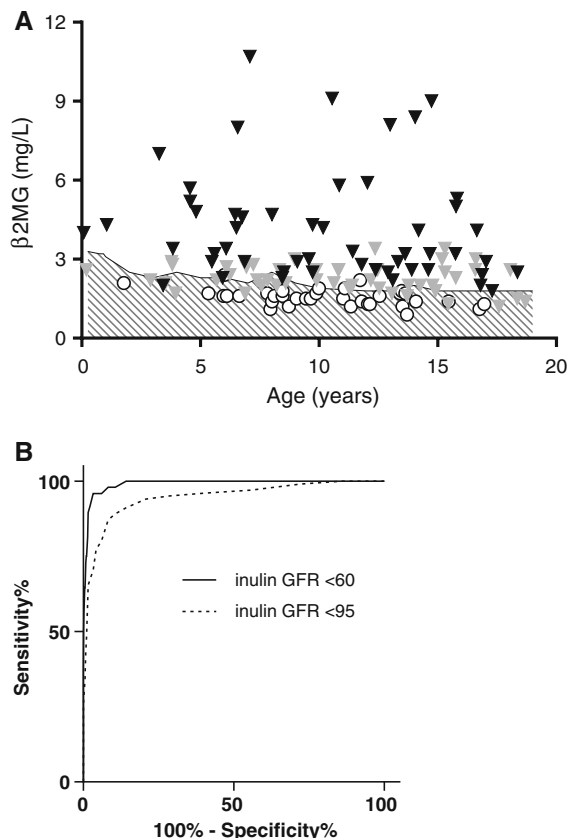 A
12
9
6
3
0
β2MG (mg/L)
0 5 10 15 20
Age (years)
B
100
50
0
Sensitivity%
inulin GFR <60
inulin GFR <95
0 50 100
100% - Specificity%